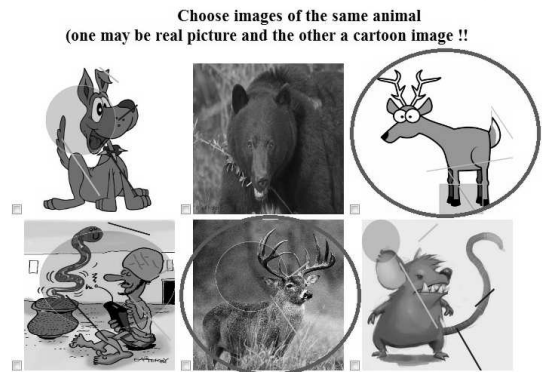 Choose images of the same animal
(one may be real picture and the other a cartoon image !!